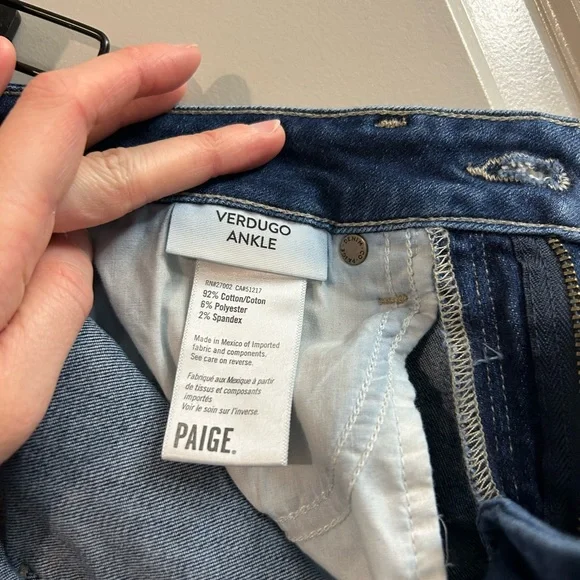 VERDUGO
ANKLE
RN#27002 CA#51217
92% Cotton/Coton
6% Polyester
2% Spandex
Made in Mexico of Imported
fabric and components.
See care on reverse.
Fabriqué aux Mexique à partir
de tissus et composants
importés
Voir le soin sur l'inverse.
PAIGE.